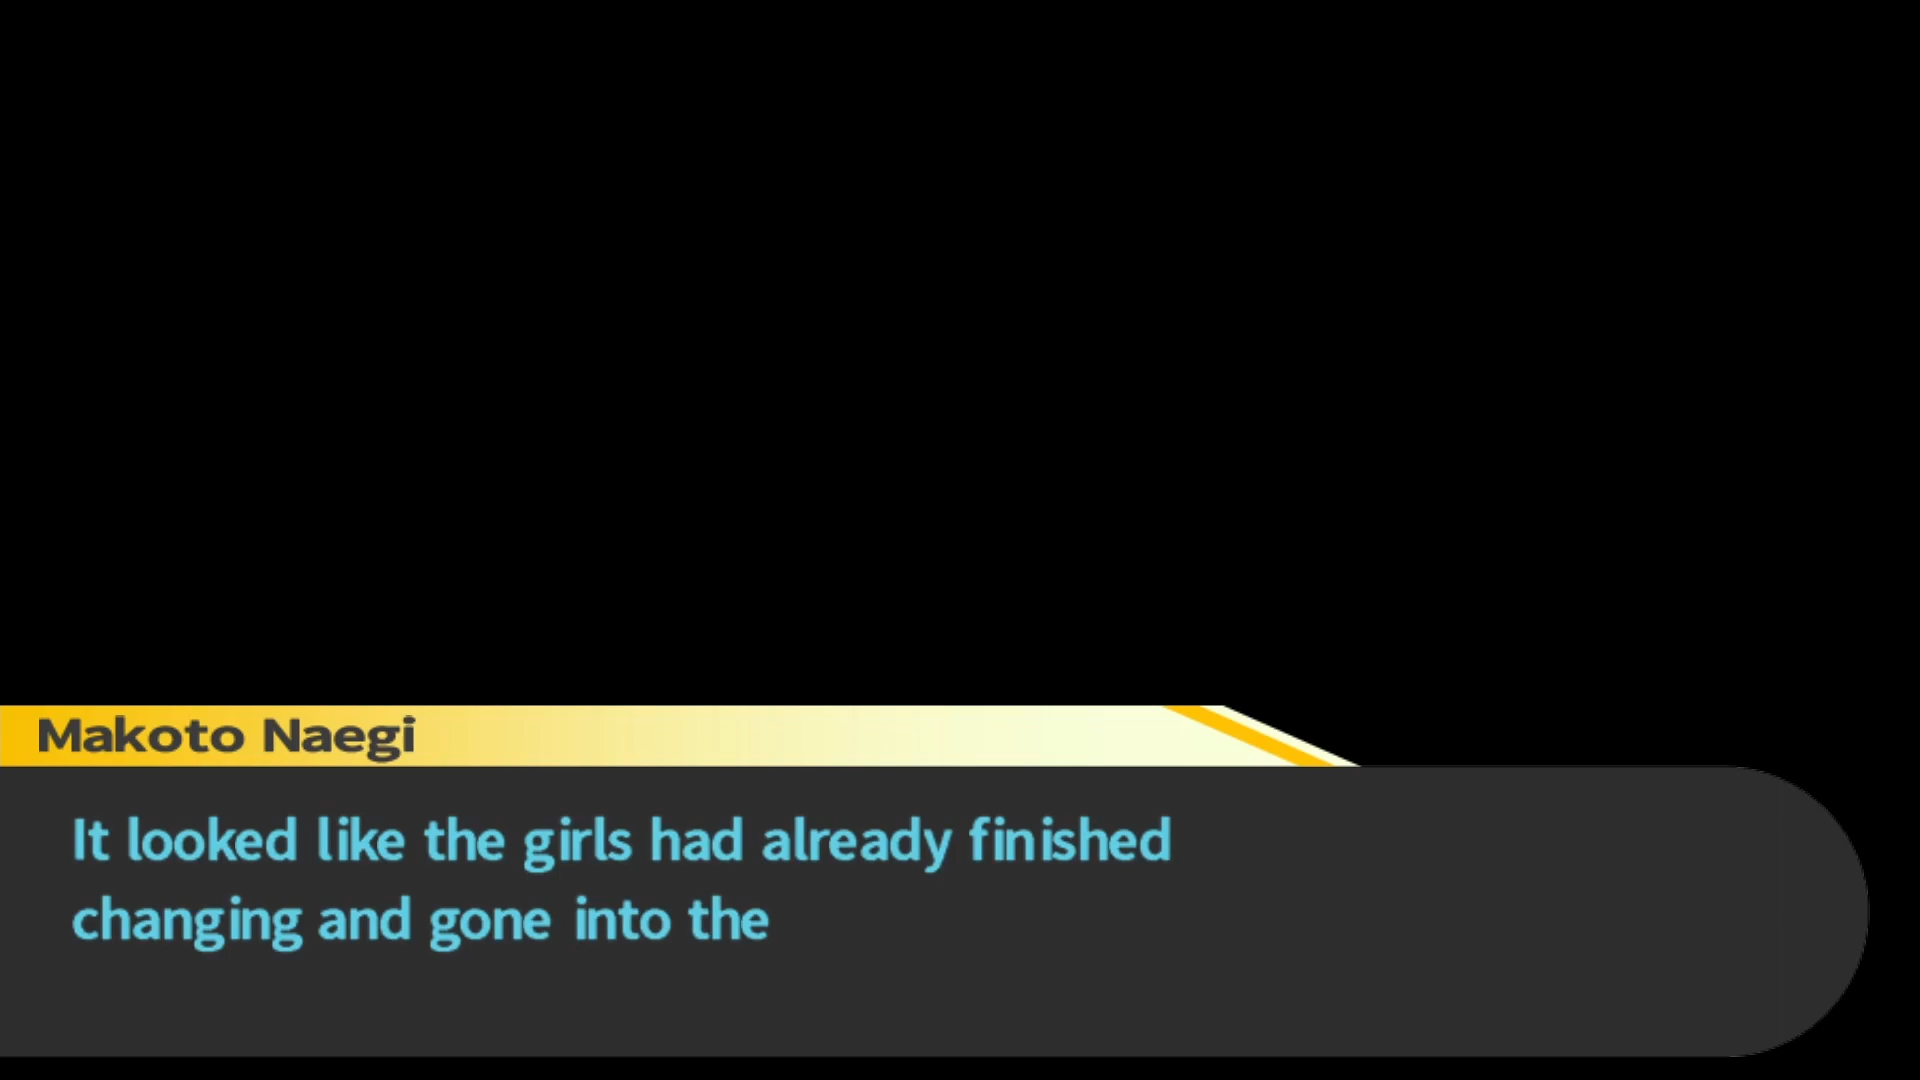 Makoto Naegi
It looked like the girls had already finished
changing and gone into the